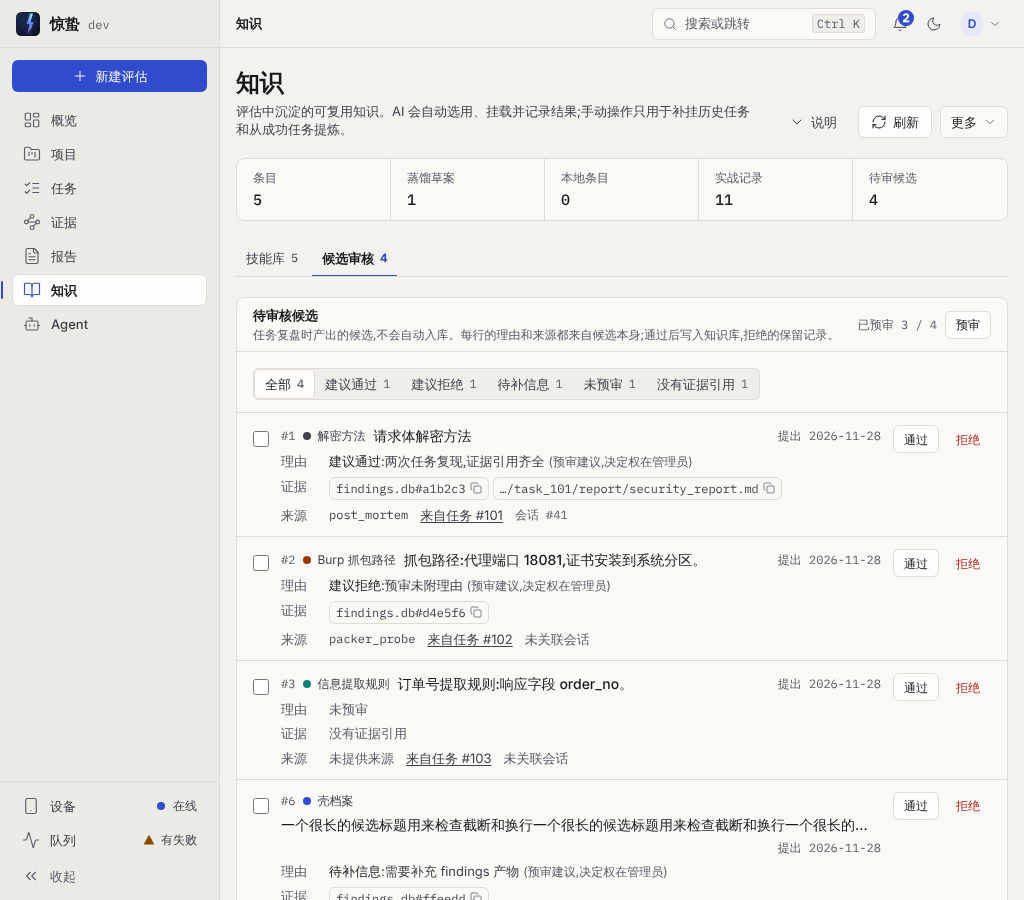 惊蛰 dev
新建评估
概览
项目
任务
证据
报告
知识
Agent
设备 在线
队列 有失败
收起
知识 搜索或跳转 Ctrl K 2 D
知识
评估中沉淀的可复用知识。AI 会自动选用、挂载并记录结果;手动操作只用于补挂历史任务
和从成功任务提炼。
说明 刷新 更多
条目 蒸馏草案 本地条目 实战记录 待审候选
5 1 0 11 4
技能库 5 候选审核 4
待审核候选
任务复盘时产出的候选,不会自动入库。每行的理由和来源都来自候选本身;通过后写入知识库,拒绝的保留记录。
已预审 3 / 4 预审
全部 4 建议通过 1 建议拒绝 1 待补信息 1 未预审 1 没有证据引用 1
#1 解密方法 请求体解密方法 提出 2026-11-28 通过 拒绝
理由 建议通过:两次任务复现,证据引用齐全 (预审建议,决定权在管理员)
证据 findings.db#a1b2c3 …/task_101/report/security_report.md
来源 post_mortem 来自任务 #101 会话 #41
#2 Burp 抓包路径 抓包路径:代理端口 18081,证书安装到系统分区。 提出 2026-11-28 通过 拒绝
理由 建议拒绝:预审未附理由 (预审建议,决定权在管理员)
证据 findings.db#d4e5f6
来源 packer_probe 来自任务 #102 未关联会话
#3 信息提取规则 订单号提取规则:响应字段 order_no。 提出 2026-11-28 通过 拒绝
理由 未预审
证据 没有证据引用
来源 未提供来源 来自任务 #103 未关联会话
#6 壳档案 通过 拒绝
一个很长的候选标题用来检查截断和换行一个很长的候选标题用来检查截断和换行一个很长的…
提出 2026-11-28
理由 待补信息:需要补充 findings 产物 (预审建议,决定权在管理员)
证据 findings.db#ffeedd